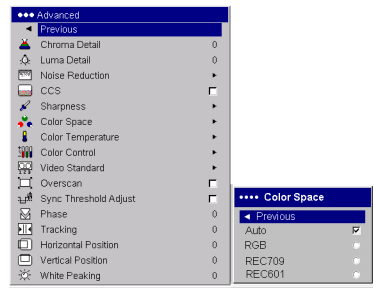 Advanced
Previous
Chroma Detail 0
Luma Detail 0
Noise Reduction
CCS
Sharpness
Color Space
Color Temperature
Color Control
Video Standard
Overscan
Sync Threshold Adjust
Phase 0
Tracking 0
Horizontal Position 0
Vertical Position 0
White Peaking 0
Color Space
Previous
Auto
RGB
REC709
REC601